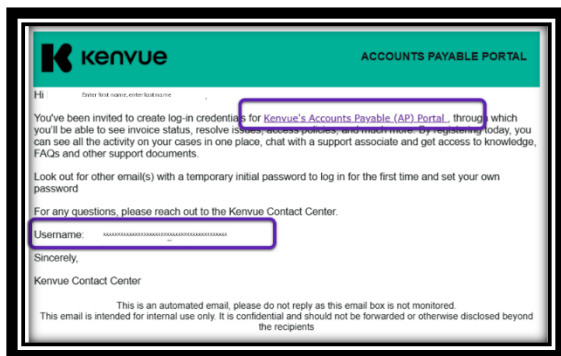 kenvue
ACCOUNTS PAYABLE PORTAL
Hi Enter first name, enter last name ,
You've been invited to create log-in credentials for Kenvue's Accounts Payable (AP) Portal , through which
you'll be able to see invoice status, resolve issues, access policies, and much more. By registering today, you
can see all the activity on your cases in one place, chat with a support associate and get access to knowledge,
FAQs and other support documents.
Look out for other email(s) with a temporary initial password to log in for the first time and set your own
password
For any questions, please reach out to the Kenvue Contact Center.
Username:
Sincerely,
Kenvue Contact Center
This is an automated email, please do not reply as this email box is not monitored.
This email is intended for internal use only. It is confidential and should not be forwarded or otherwise disclosed beyond
the recipients